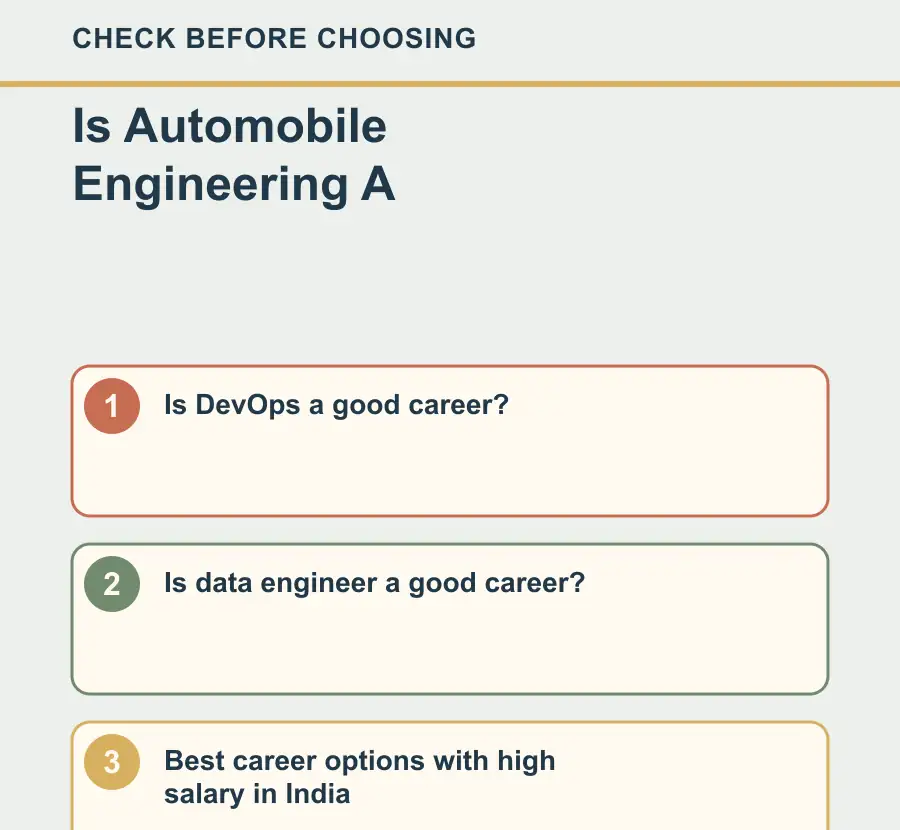 CHECK BEFORE CHOOSING
Is Automobile
Engineering A
1
Is DevOps a good career?
2
Is data engineer a good career?
3
Best career options with high
salary in India